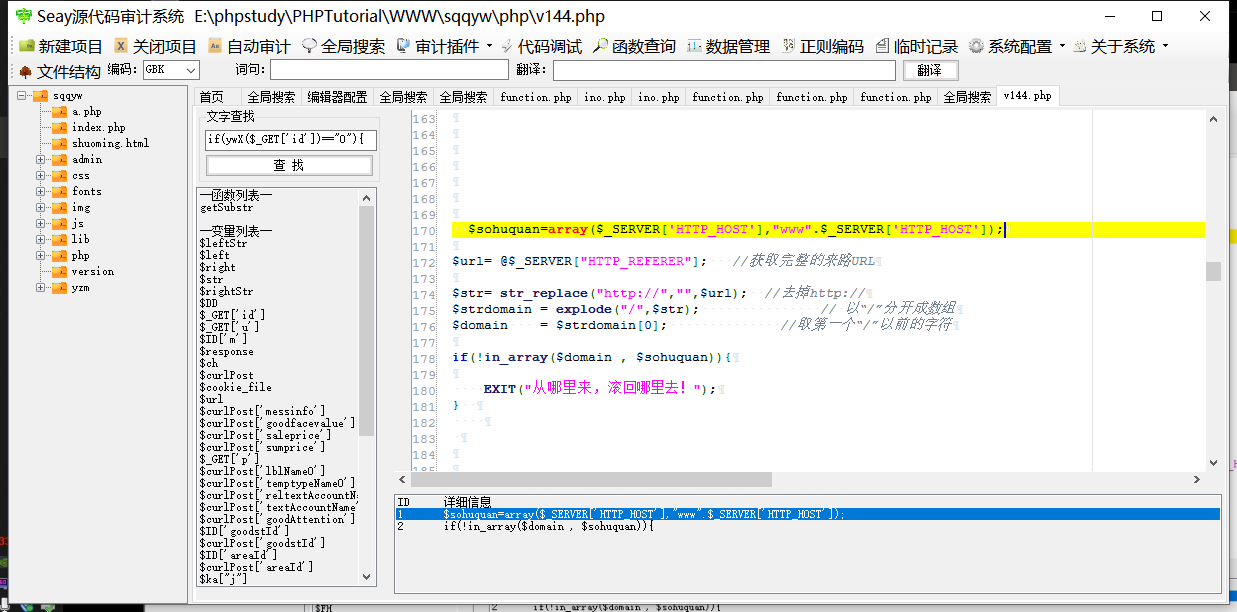 Seay源代码审计系统 E:\phpstudy\PHPTutorial\WWW\sqqyw\php\v144.php
新建项目 关闭项目 自动审计 全局搜索 审计插件 代码调试 函数查询 数据管理 正则编码 临时记录 系统配置 关于系统
文件结构 编码: GBK 词句: 翻译: 翻译
首页 全局搜索 编辑器配置 全局搜索 全局搜索 function.php ino.php ino.php function.php function.php function.php 全局搜索 v144.php
sqqyw
a.php
index.php
shuoming.html
admin
css
fonts
img
js
lib
php
version
yzm
文字查找
if(ywX($_GET['id'])=="0"){
查 找
—函数列表—
getSubstr
—变量列表—
$leftStr
$left
$right
$str
$rightStr
$DD
$_GET['id']
$_GET['u']
$ID['m']
$response
$ch
$curlPost
$cookie_file
$url
$curlPost['messinfo']
$curlPost['goodfacevalue']
$curlPost['saleprice']
$curlPost['sumprice']
$_GET['p']
$curlPost['lblName0']
$curlPost['temptypeName0']
$curlPost['reltextAccountN
$curlPost['textAccountName'
$curlPost['goodAttention']
$ID['goodstId']
$curlPost['goodstId']
$ID['areaId']
$curlPost['areaId']
$ka["j"]
163
164
165
166
167
168
169
170 $sohuquan=array($_SERVER['HTTP_HOST'],"www".$_SERVER['HTTP_HOST']);
171
172 $url= @$_SERVER["HTTP_REFERER"]; //获取完整的来路URL
173
174 $str= str_replace("http://","",$url); //去掉http://
175 $strdomain = explode("/",$str); // 以“/”分开成数组
176 $domain = $strdomain[0]; //取第一个“/”以前的字符
177
178 if(!in_array($domain , $sohuquan)){
179
180 EXIT("从哪里来，滚回哪里去！");
181 }
182
183
184
185
ID 详细信息
1 $sohuquan=array($_SERVER['HTTP_HOST'],"www".$_SERVER['HTTP_HOST']);
2 if(!in_array($domain , $sohuquan)){
$FH 2 if(!in_array($domain , $sohuquan)){